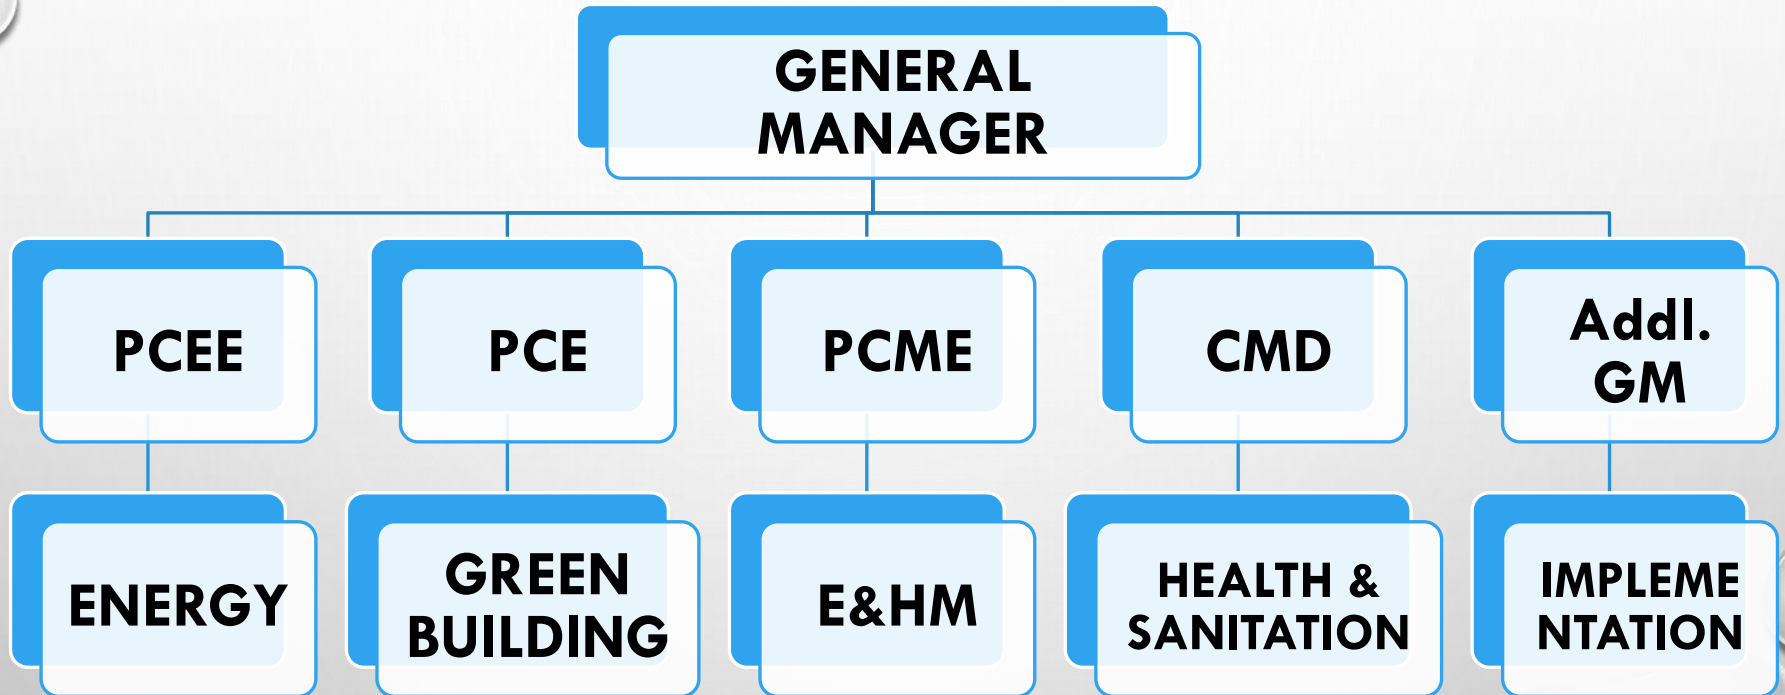 GENERAL
MANAGER
PCEE
PCE
PCME
CMD
Addl.
GM
ENERGY
GREEN
BUILDING
E&HM
HEALTH &
SANITATION
IMPLEME
NTATION